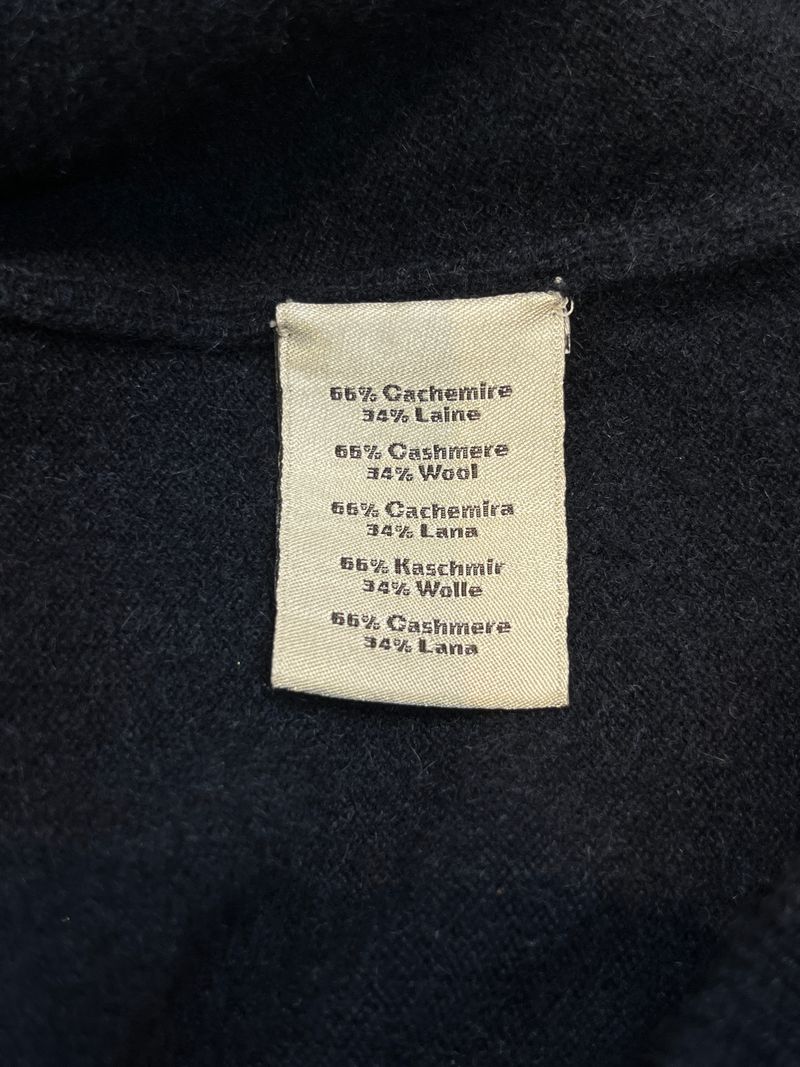 66% Cachemire
34% Laine
66% Cashmere
34% Wool
66% Cachemira
34% Lana
66% Kaschmir
34% Wolle
66% Cashmere
34% Lana